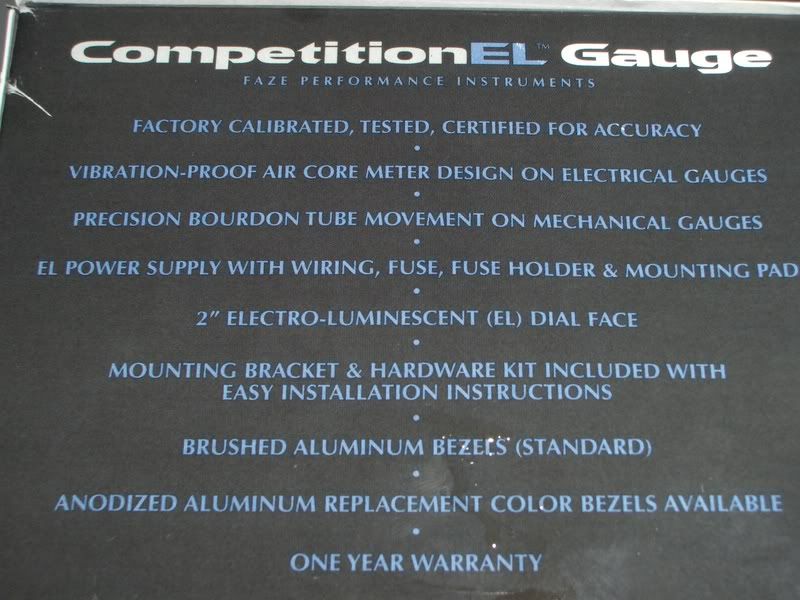 CompetitionEL™ Gauge
FAZE PERFORMANCE INSTRUMENTS
FACTORY CALIBRATED, TESTED, CERTIFIED FOR ACCURACY
•
VIBRATION-PROOF AIR CORE METER DESIGN ON ELECTRICAL GAUGES
•
PRECISION BOURDON TUBE MOVEMENT ON MECHANICAL GAUGES
•
EL POWER SUPPLY WITH WIRING, FUSE, FUSE HOLDER & MOUNTING PAD
•
2” ELECTRO-LUMINESCENT (EL) DIAL FACE
•
MOUNTING BRACKET & HARDWARE KIT INCLUDED WITH
EASY INSTALLATION INSTRUCTIONS
•
BRUSHED ALUMINUM BEZELS (STANDARD)
•
ANODIZED ALUMINUM REPLACEMENT COLOR BEZELS AVAILABLE
•
ONE YEAR WARRANTY